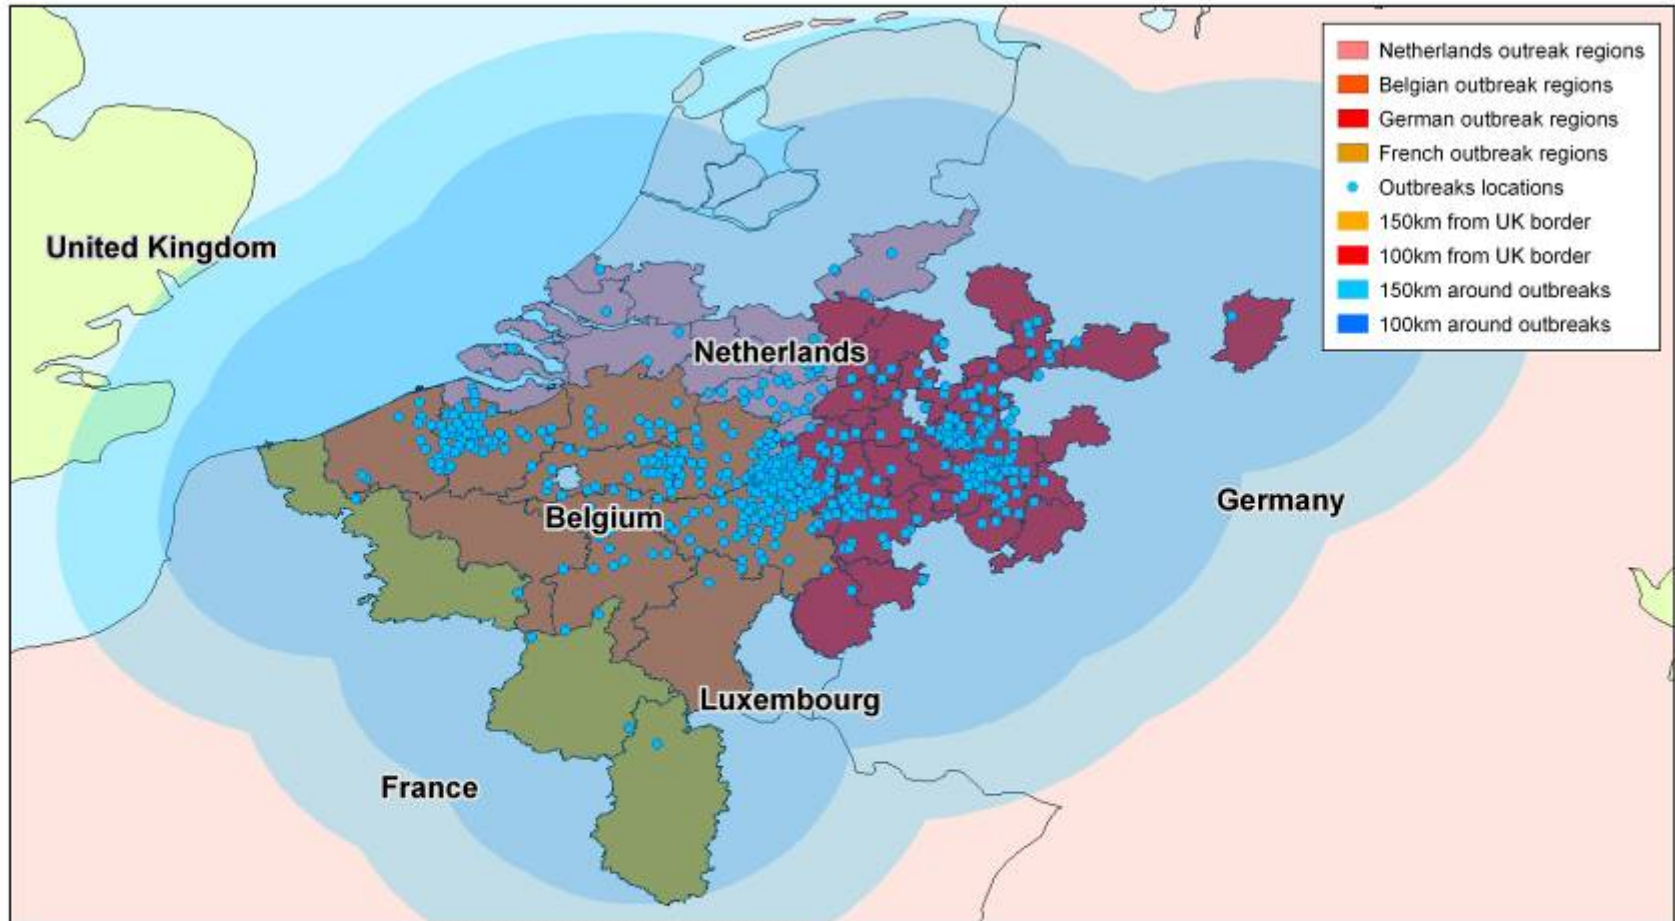 Netherlands outreak regions
Belgian outbreak regions
German outbreak regions
French outbreak regions
Outbreaks locations
150km from UK border
100km from UK border
150km around outbreaks
100km around outbreaks
United Kingdom
Netherlands
Belgium
Germany
Luxembourg
France